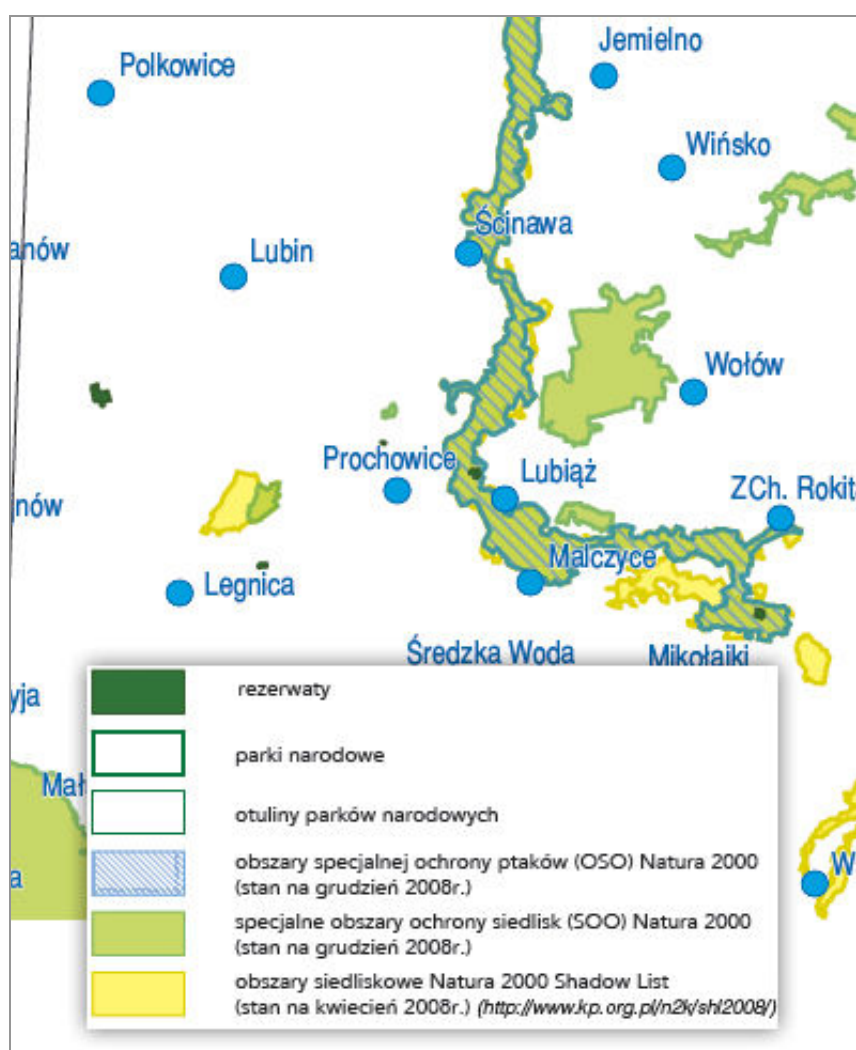 Jemielno
Polkowice
Wińsko
Ścinawa
anów
Lubin
Wołów
Prochowice
Lubiąż
ZCh. Rokit
nów
Malczyce
Legnica
Średzka Woda
Mikołajki
yja
Mał
a
W
rezerwaty
parki narodowe
otuliny parków narodowych
obszary specjalnej ochrony ptaków (OSO) Natura 2000
(stan na grudzień 2008r.)
specjalne obszary ochrony siedlisk (SOO) Natura 2000
(stan na grudzień 2008r.)
obszary siedliskowe Natura 2000 Shadow List
(stan na kwiecień 2008r.) (http://www.kp.org.pl/n2k/shl2008/)